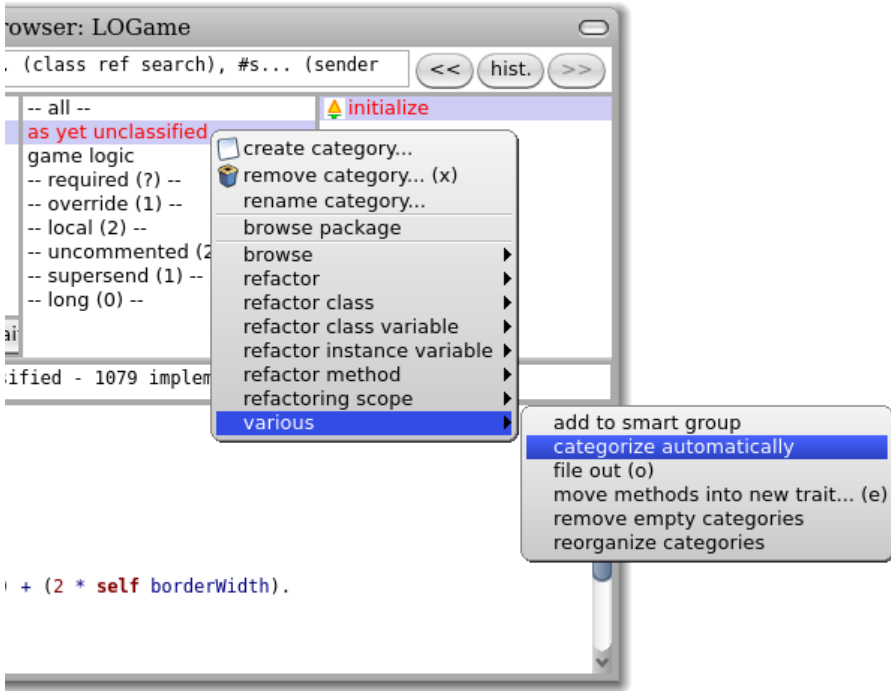 rowser: LOGame
. (class ref search), #s... (sender
<<
hist.
>>
-- all --
as yet unclassified
game logic
-- required (?) --
-- override (1) --
-- local (2) --
-- uncommented (2
-- supersend (1) --
-- long (0) --
initialize
create category...
remove category... (x)
rename category...
browse package
browse
refactor
refactor class
refactor class variable
refactor instance variable
refactor method
refactoring scope
various
add to smart group
categorize automatically
file out (o)
move methods into new trait... (e)
remove empty categories
reorganize categories
sified - 1079 implem
) + (2 * self borderWidth).